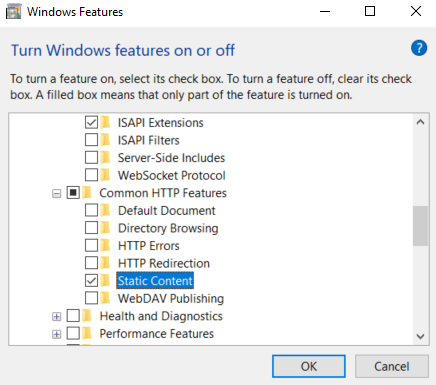 Windows Features
Turn Windows features on or off
?
To turn a feature on, select its check box. To turn a feature off, clear its check
box. A filled box means that only part of the feature is turned on.
ISAPI Extensions
ISAPI Filters
Server-Side Includes
WebSocket Protocol
Common HTTP Features
Default Document
Directory Browsing
HTTP Errors
HTTP Redirection
Static Content
WebDAV Publishing
Health and Diagnostics
Performance Features
OK
Cancel